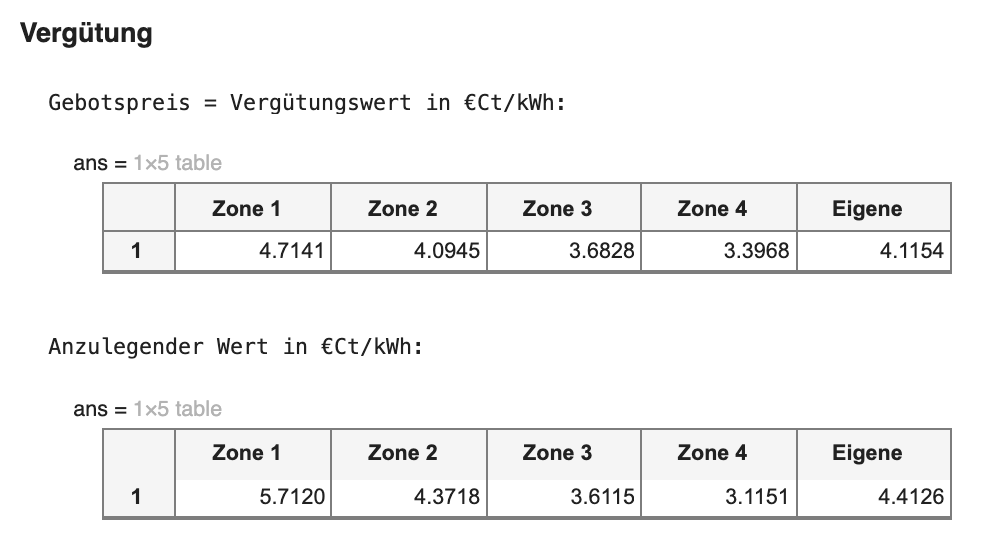 Vergütung
Gebotspreis = Vergütungswert in €Ct/kWh:
ans = 1×5 table
Zone 1 Zone 2 Zone 3 Zone 4 Eigene
1 4.7141 4.0945 3.6828 3.3968 4.1154
Anzulegender Wert in €Ct/kWh:
ans = 1×5 table
Zone 1 Zone 2 Zone 3 Zone 4 Eigene
1 5.7120 4.3718 3.6115 3.1151 4.4126